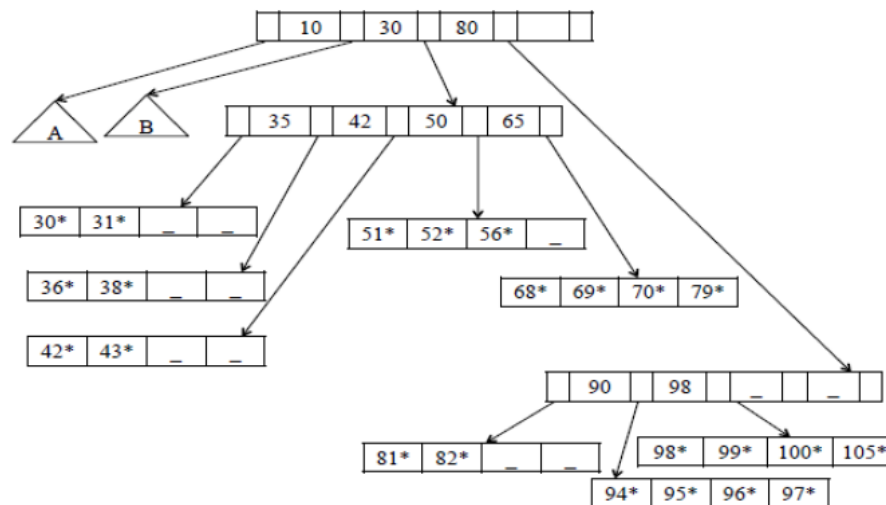 10 30 80
A B
35 42 50 65
30* 31* _ _
51* 52* 56* _
36* 38* _ _
68* 69* 70* 79*
42* 43* _ _
90 98 _ _
81* 82* _ _
98* 99* 100* 105*
94* 95* 96* 97*